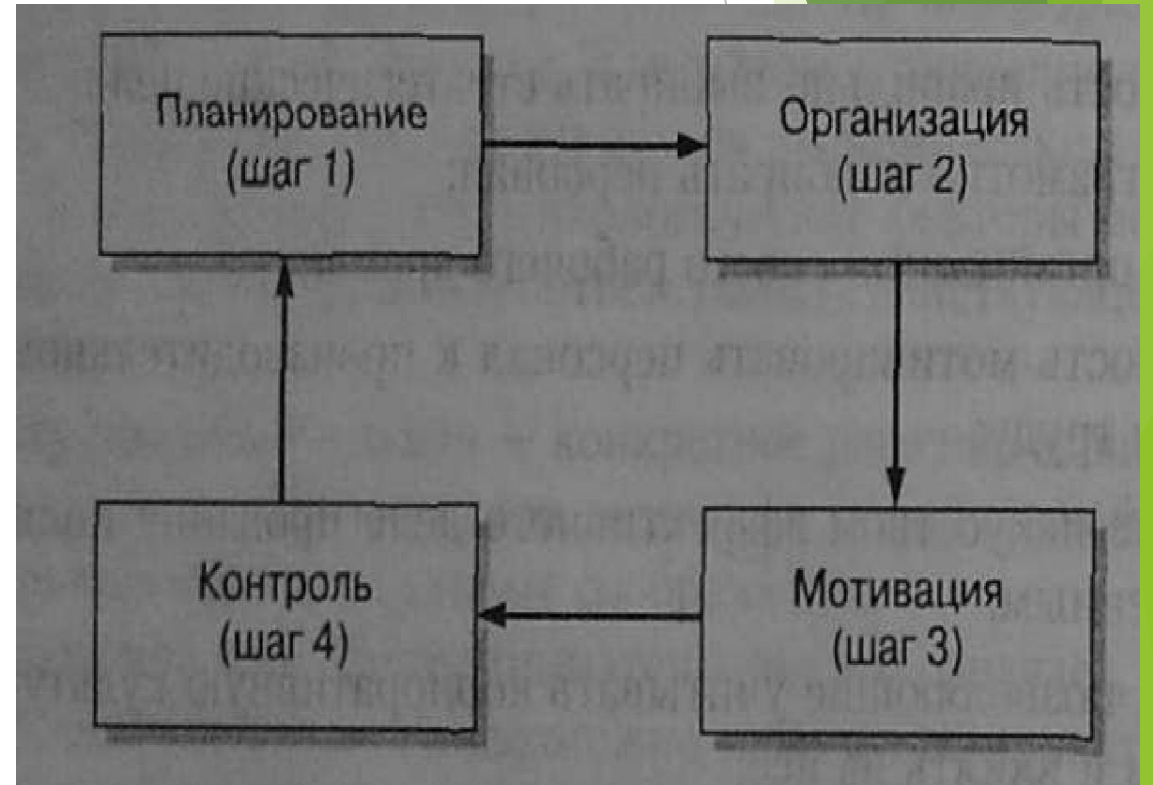 Планирование
(шаг 1)
Организация
(шаг 2)
Мотивация
(шаг 3)
Контроль
(шаг 4)